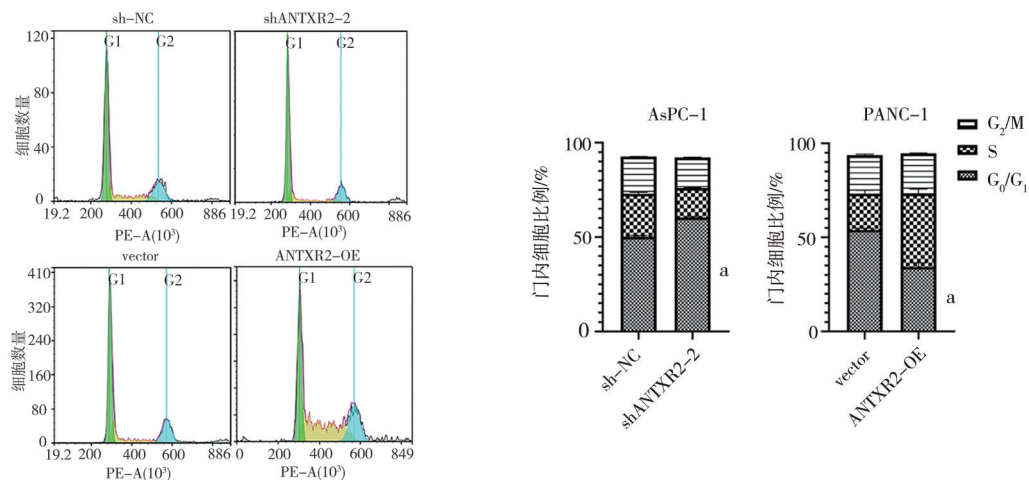 sh-NC
G1
G2
120
80
40
0
细胞数量
19.2 200 400 600 886
PE-A(10³)
shANTXR2-2
G1
G2
19.2 200 400 600 886
PE-A(10³)
vector
G1
G2
410
320
240
160
80
0
细胞数量
19.2 200 400 600 886
PE-A(10³)
ANTXR2-OE
G1
G2
0 200 400 600 849
PE-A(10³)
AsPC-1
100
50
0
门内细胞比例/%
a
sh-NC
shANTXR2-2
PANC-1
100
50
0
门内细胞比例/%
a
vector
ANTXR2-OE
G₂/M
S
G₀/G₁